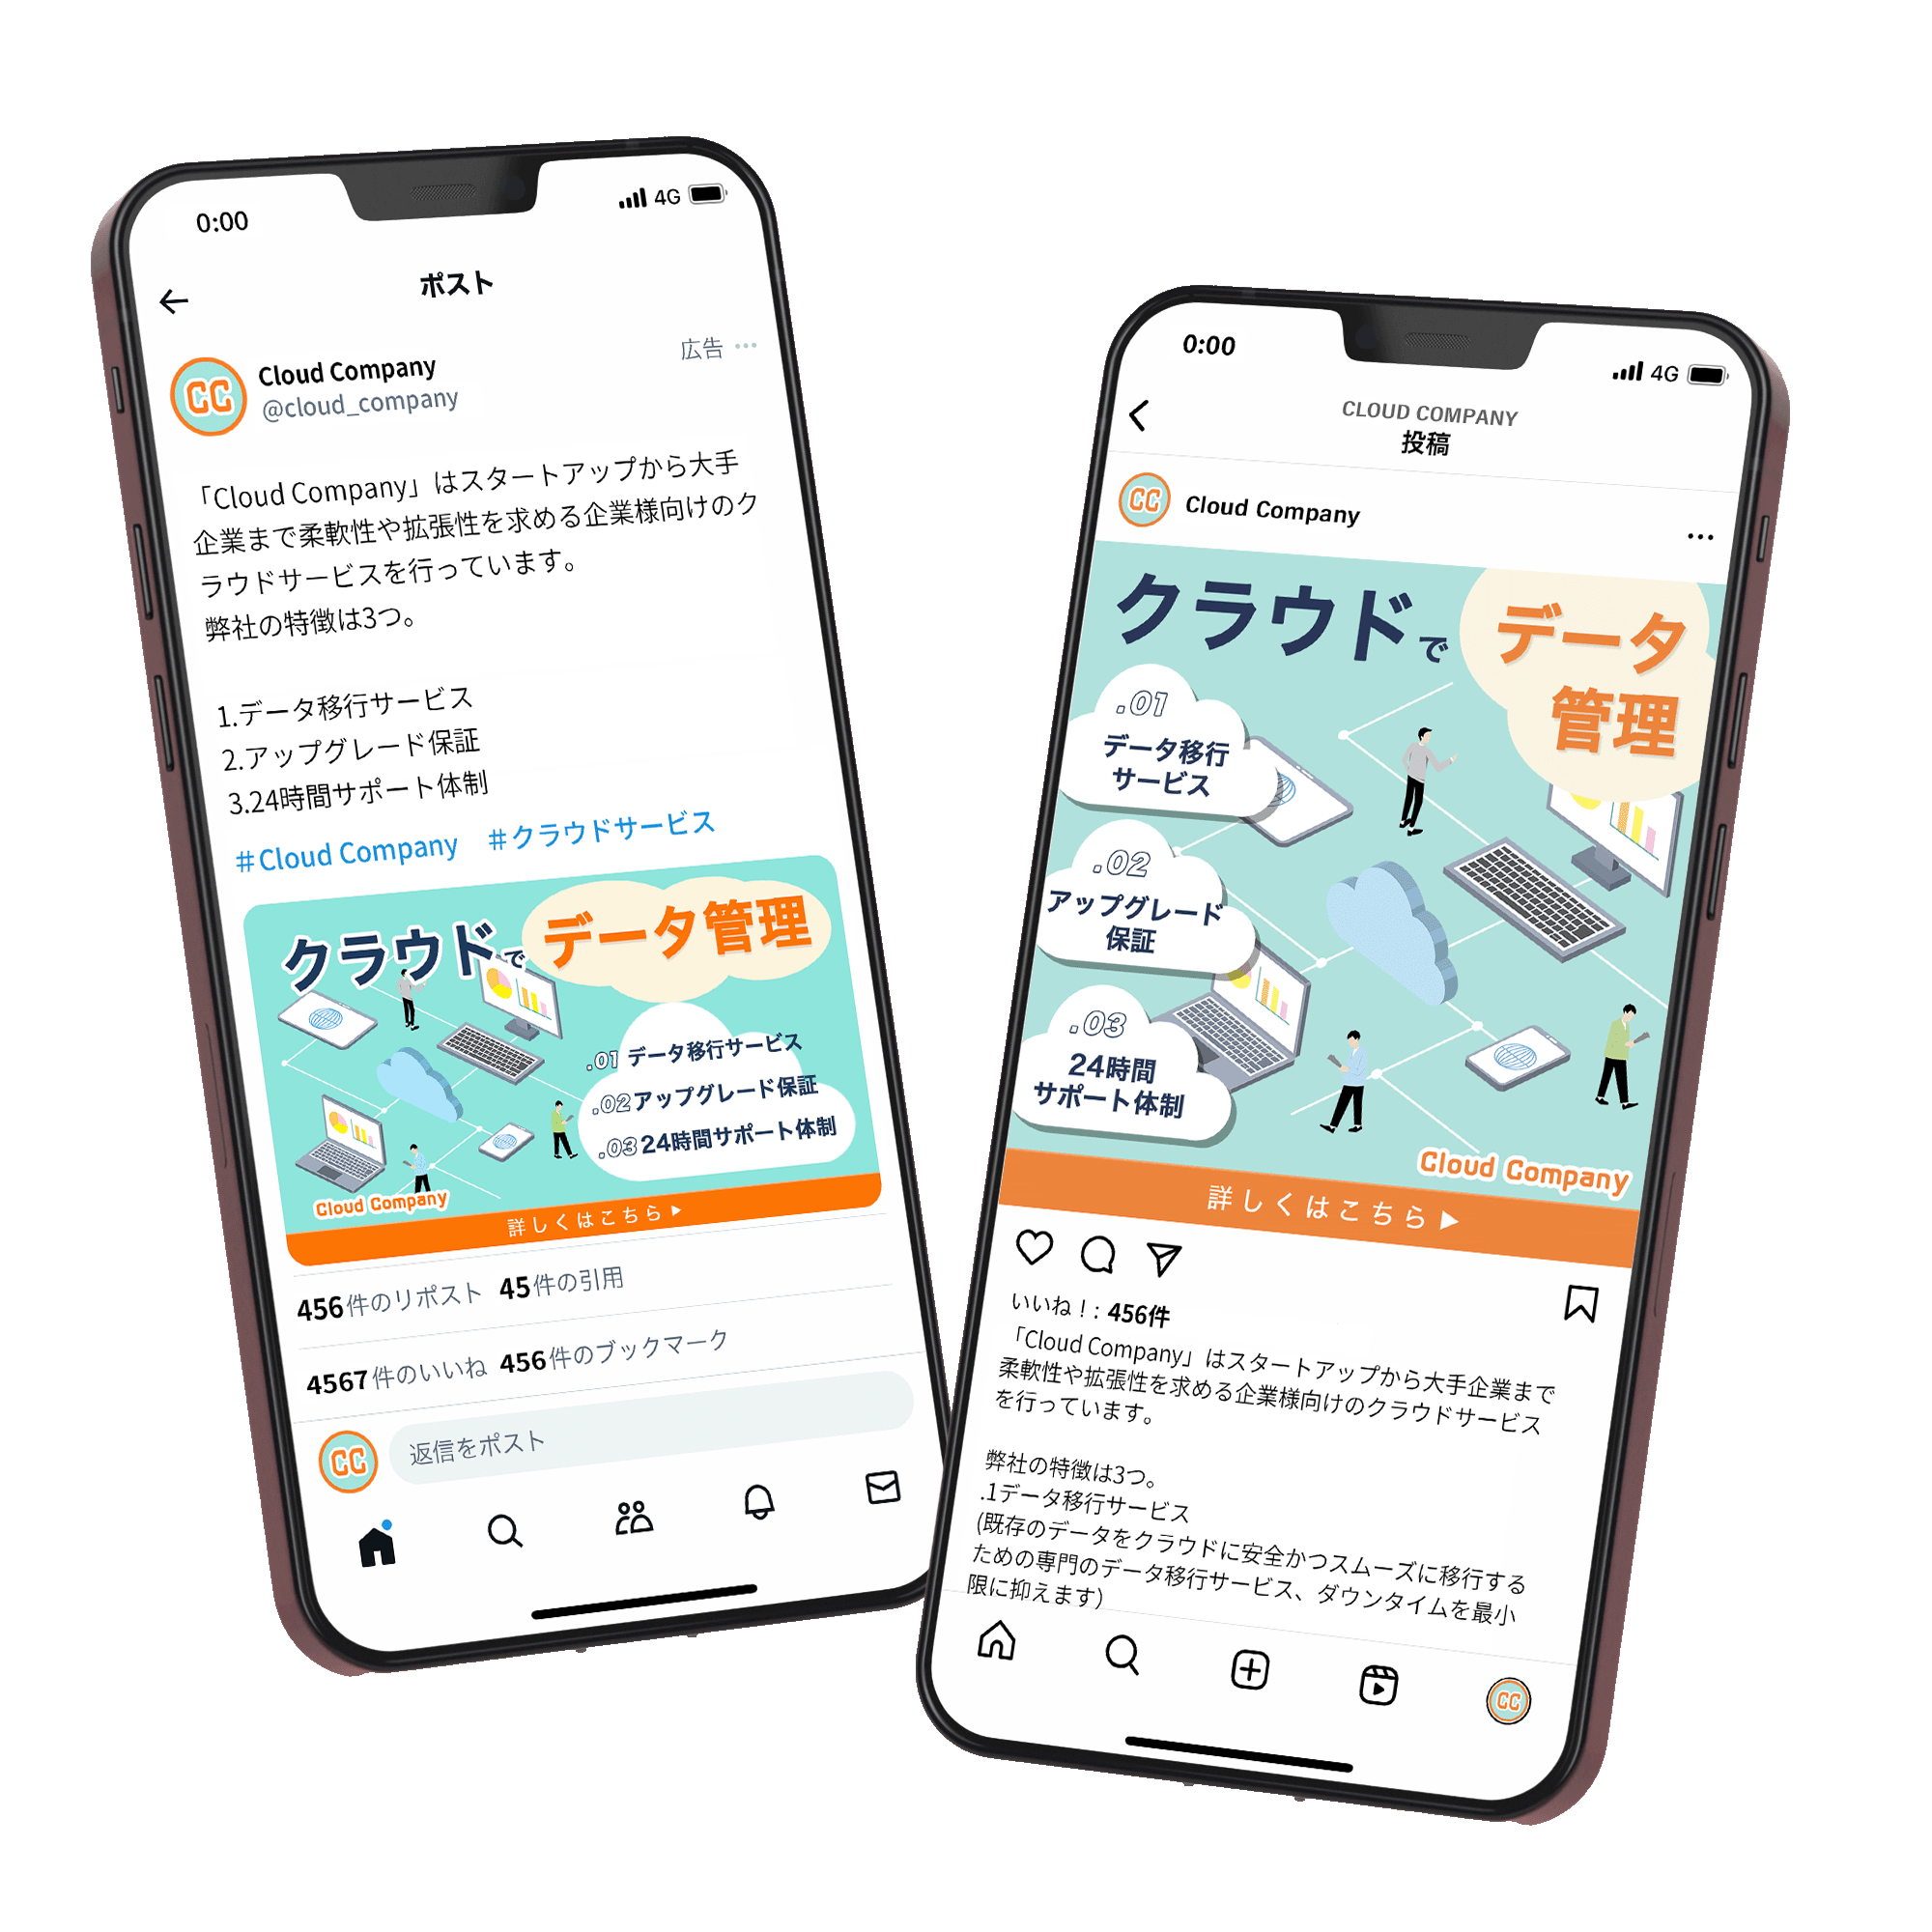 0:00
4G
ポスト
CC
Cloud Company
広告
@cloud_company
「Cloud Company」はスタートアップから大手
企業まで柔軟性や拡張性を求める企業様向けのク
ラウドサービスを行っています。
弊社の特徴は3つ。
1.データ移行サービス
2.アップグレード保証
3.24時間サポート体制
#Cloud Company #クラウドサービス
クラウドで データ管理
.01 データ移行サービス
.02 アップグレード保証
.03 24時間サポート体制
Cloud Company
詳しくはこちら▶
456件のリポスト 45件の引用
4567件のいいね 456件のブックマーク
CC
返信をポスト
0:00
4G
CLOUD COMPANY
投稿
CC
Cloud Company
クラウドで データ
管理
.01
データ移行
サービス
.02
アップグレード
保証
.03
24時間
サポート体制
Cloud Company
詳しくはこちら▶
いいね！: 456件
「Cloud Company」はスタートアップから大手企業まで
柔軟性や拡張性を求める企業様向けのクラウドサービス
を行っています。
弊社の特徴は3つ。
.1データ移行サービス
(既存のデータをクラウドに安全かつスムーズに移行する
ための専門のデータ移行サービス、ダウンタイムを最小
限に抑えます)
CC